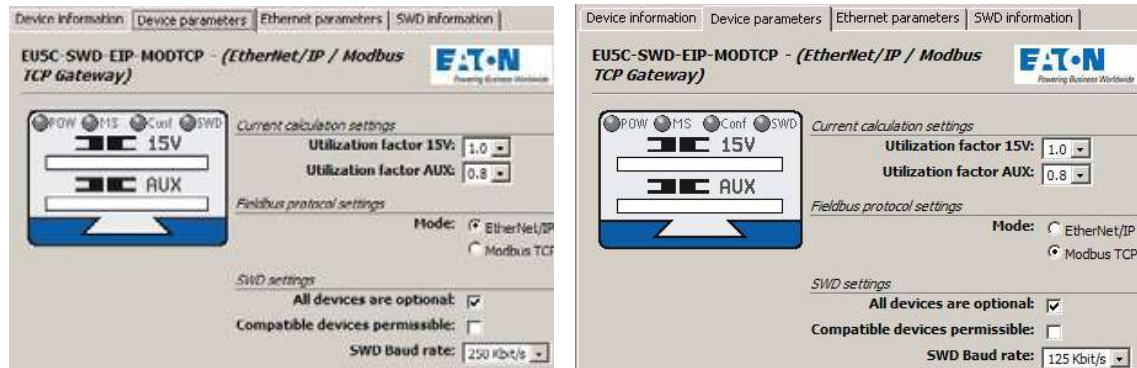 Device information Device parameters Ethernet parameters SWD information
EU5C-SWD-EIP-MODTCP - (EtherNet/IP / Modbus
TCP Gateway)
EATON
Powering Business Worldwide
POW MS Conf SWD
15V
AUX
Current calculation settings
Utilization factor 15V: 1.0
Utilization factor AUX: 0.8
Fieldbus protocol settings
Mode: EtherNet/IP
Modbus TCP
SWD settings
All devices are optional:
Compatible devices permissible:
SWD Baud rate: 250 Kbit/s
Device information Device parameters Ethernet parameters SWD information
EU5C-SWD-EIP-MODTCP - (EtherNet/IP / Modbus
TCP Gateway)
EATON
Powering Business Worldwide
POW MS Conf SWD
15V
AUX
Current calculation settings
Utilization factor 15V: 1.0
Utilization factor AUX: 0.8
Fieldbus protocol settings
Mode: EtherNet/IP
Modbus TCP
SWD settings
All devices are optional:
Compatible devices permissible:
SWD Baud rate: 125 Kbit/s